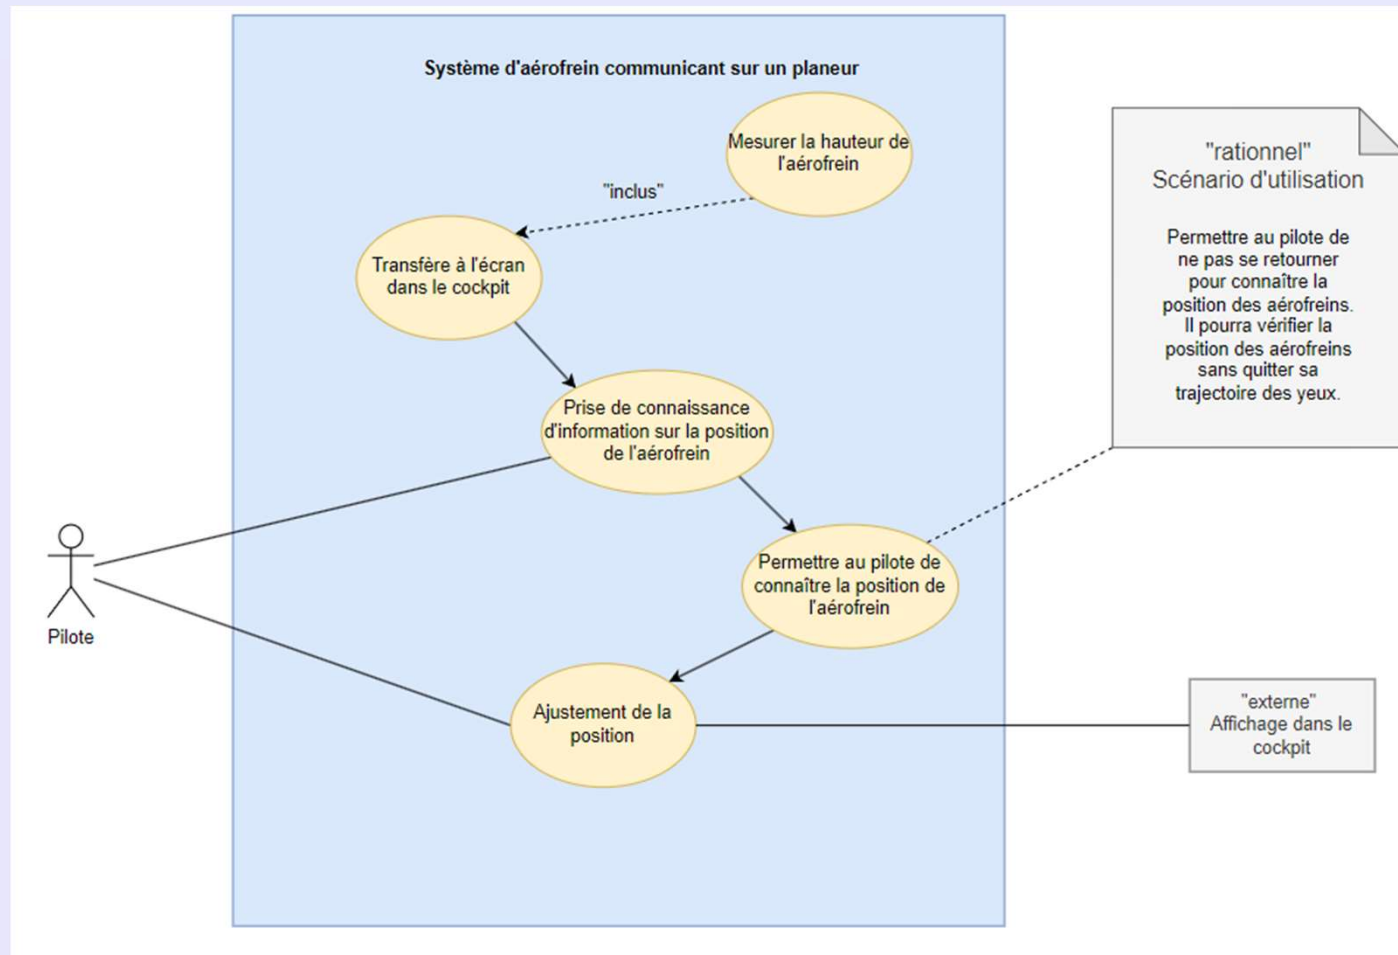 Système d'aérofrein communicant sur un planeur
Mesurer la hauteur de
l'aérofrein
"inclus"
Transfère à l'écran
dans le cockpit
Prise de connaissance
d'information sur la position
de l'aérofrein
Permettre au pilote de
connaître la position de
l'aérofrein
Ajustement de la
position
Pilote
"rationnel"
Scénario d'utilisation
Permettre au pilote de
ne pas se retourner
pour connaître la
position des aérofreins.
Il pourra vérifier la
position des aérofreins
sans quitter sa
trajectoire des yeux.
"externe"
Affichage dans le
cockpit